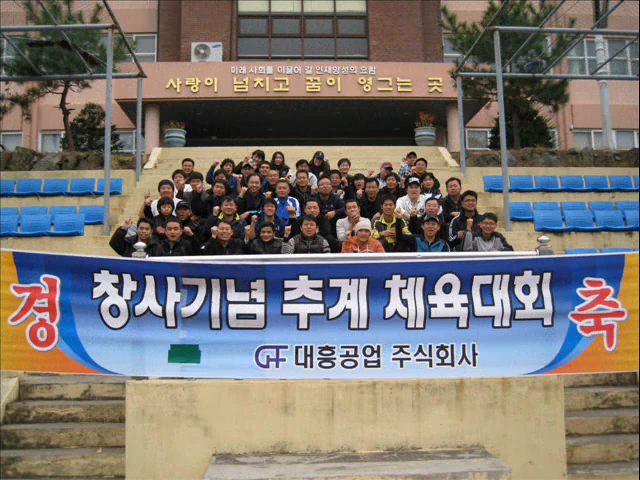 미래 사회를 이끌어 갈 인재양성의 요람
사랑이 넘치고 꿈이 영그는 곳
경 창사기념 추계 체육대회 축
대흥공업 주식회사